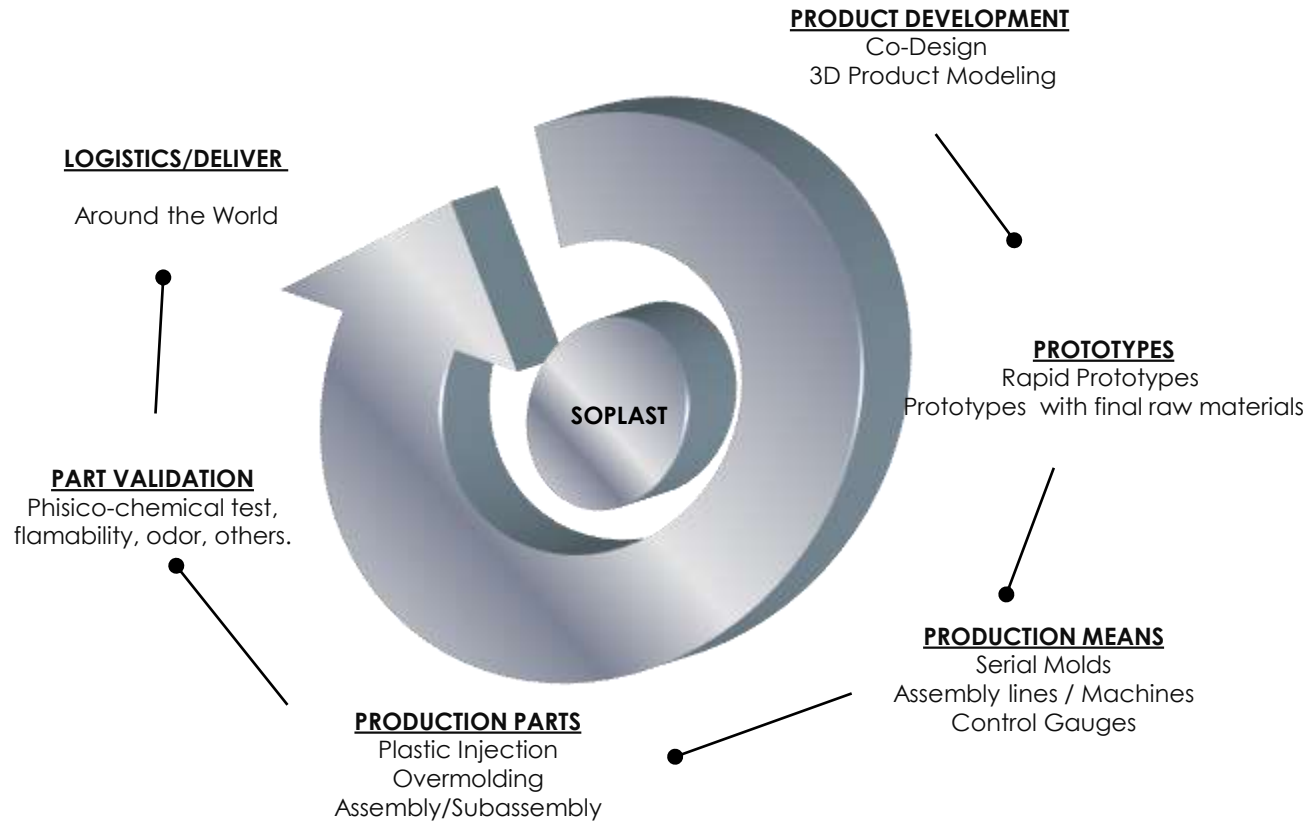 PRODUCT DEVELOPMENT
Co-Design
3D Product Modeling
PROTOTYPES
Rapid Prototypes
Prototypes with final raw materials
PRODUCTION MEANS
Serial Molds
Assembly lines / Machines
Control Gauges
PRODUCTION PARTS
Plastic Injection
Overmolding
Assembly/Subassembly
PART VALIDATION
Phisico-chemical test,
flamability, odor, others.
LOGISTICS/DELIVER
Around the World
SOPLAST